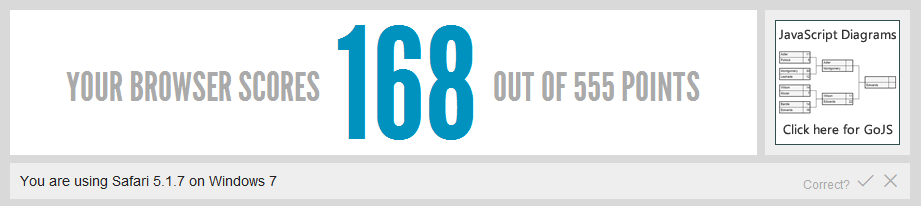 YOUR BROWSER SCORES 168 OUT OF 555 POINTS
JavaScript Diagrams
Click here for GoJS
You are using Safari 5.1.7 on Windows 7
Correct?